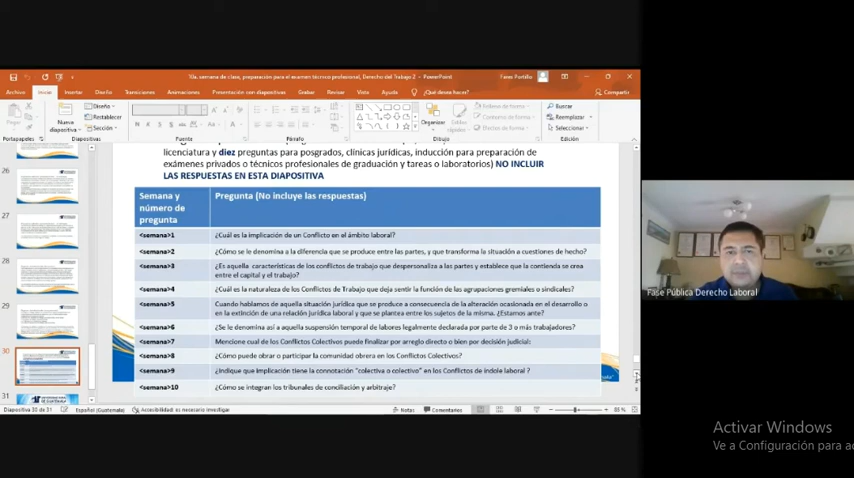 10a. semana de clase, preparación para el examen técnico profesional, Derecho del Trabajo 2 - PowerPoint
Fares Portillo
Archivo Inicio Insertar Diseño Transiciones Animaciones Presentación con diapositivas Grabar Revisar Vista Ayuda ¿Qué desea hacer? Compartir
Pegar
Nueva diapositiva
Diseño
Restablecer
Sección
Organizar
Estilos rápidos
Relleno de forma
Contorno de forma
Efectos de forma
Buscar
Reemplazar
Seleccionar
Portapapeles Diapositivas Fuente Párrafo Dibujo Edición
26
27
28
29
30
31
licenciatura y diez preguntas para posgrados, clínicas jurídicas, inducción para preparación de
exámenes privados o técnicos profesionales de graduación y tareas o laboratorios) NO INCLUIR
LAS RESPUESTAS EN ESTA DIAPOSITIVA
Semana y número de pregunta
Pregunta (No incluye las respuestas)
<semana>1 ¿Cuál es la implicación de un Conflicto en el ámbito laboral?
<semana>2 ¿Cómo se le denomina a la diferencia que se produce entre las partes, y que transforma la situación a cuestiones de hecho?
<semana>3 ¿Es aquella características de los conflictos de trabajo que despersonaliza a las partes y establece que la contienda se crea
entre el capital y el trabajo?
<semana>4 ¿Cuál es la naturaleza de los Conflictos de Trabajo que deja sentir la función de las agrupaciones gremiales o sindicales?
<semana>5 Cuando hablamos de aquella situación jurídica que se produce a consecuencia de la alteración ocasionada en el desarrollo o
en la extinción de una relación jurídica laboral y que se plantea entre los sujetos de la misma. ¿Estamos ante?
<semana>6 ¿Se le denomina así a aquella suspensión temporal de labores legalmente declarada por parte de 3 o más trabajadores?
<semana>7 Mencione cual de los Conflictos Colectivos puede finalizar por arreglo directo o bien por decisión judicial:
<semana>8 ¿Cómo puede obrar o participar la comunidad obrera en los Conflictos Colectivos?
<semana>9 ¿Indique que implicación tiene la connotación "colectiva o colectivo" en los Conflictos de índole laboral ?
<semana>10 ¿Cómo se integran los tribunales de conciliación y arbitraje?
Diapositiva 30 de 31 Español (Guatemala) Accesibilidad: es necesario investigar Notas Comentarios 85 %
Fase Pública Derecho Laboral
Activar Windows
Ve a Configuración para